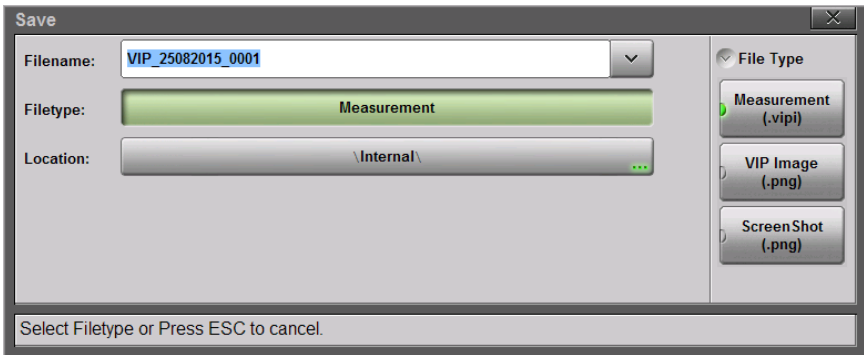 Save
Filename:
VIP_25082015_0001
Filetype:
Measurement
Location:
\Internal\
...
File Type
Measurement
(.vipi)
VIP Image
(.png)
ScreenShot
(.png)
Select Filetype or Press ESC to cancel.